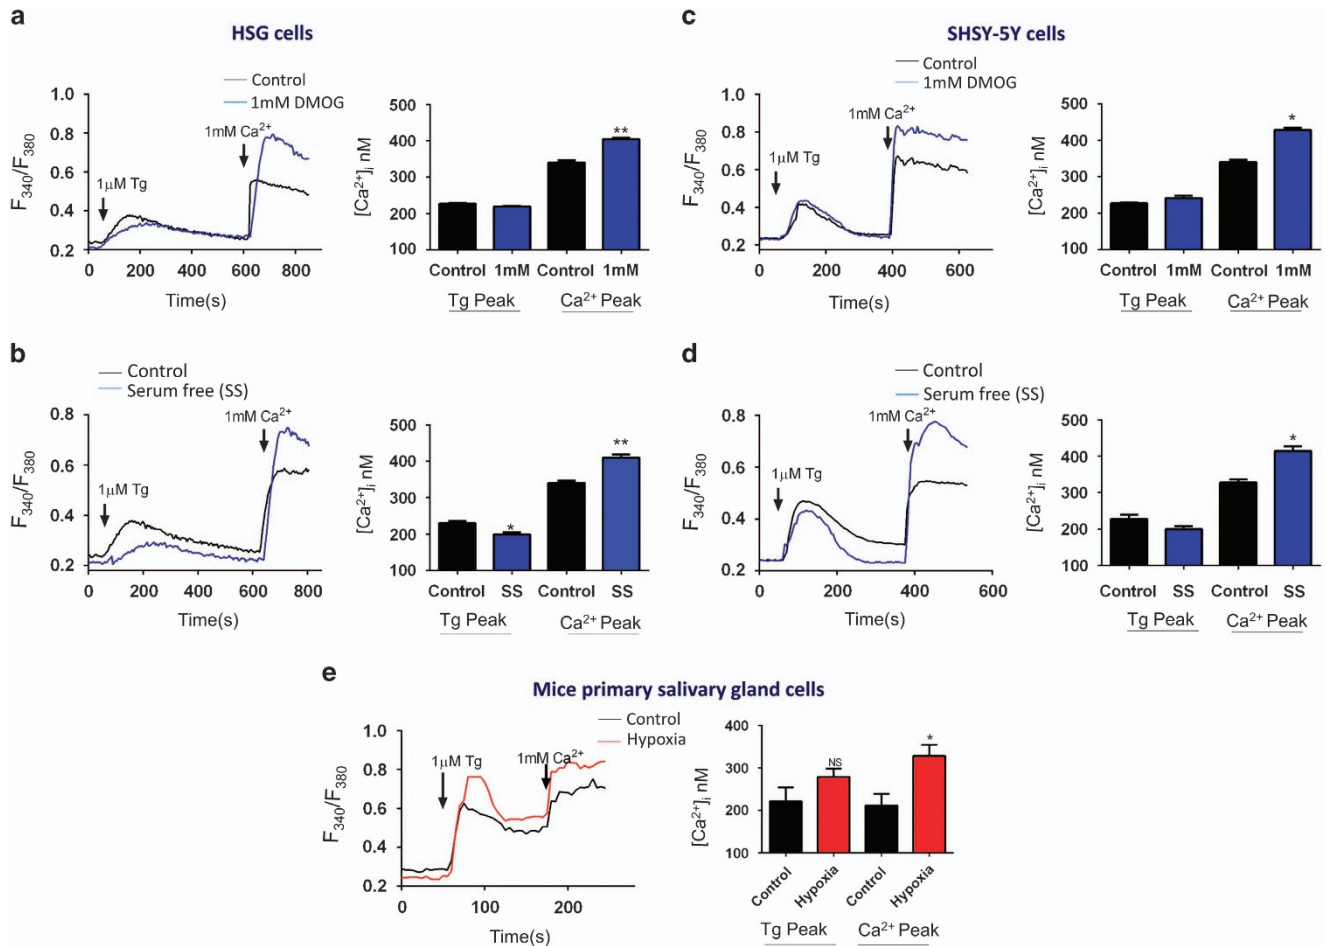 a
HSG cells
Control
1mM DMOG
1mM Ca²⁺
1μM Tg
F₃₄₀/F₃₈₀
1.0
0.8
0.6
0.4
0.2
0 200 400 600 800
Time(s)
[Ca²⁺]ᵢ nM
500
400
300
200
100
**
Control 1mM Control 1mM
Tg Peak Ca²⁺ Peak
c
SHSY-5Y cells
Control
1mM DMOG
1mM Ca²⁺
1μM Tg
F₃₄₀/F₃₈₀
1.0
0.8
0.6
0.4
0.2
0 200 400 600
Time(s)
[Ca²⁺]ᵢ nM
500
400
300
200
100
*
Control 1mM Control 1mM
Tg Peak Ca²⁺ Peak
b
Control
Serum free (SS)
1mM Ca²⁺
1μM Tg
F₃₄₀/F₃₈₀
0.8
0.6
0.4
0.2
0 200 400 600 800
Time(s)
[Ca²⁺]ᵢ nM
500
400
300
200
100
* **
Control SS Control SS
Tg Peak Ca²⁺ Peak
d
Control
Serum free (SS)
1mM Ca²⁺
1μM Tg
F₃₄₀/F₃₈₀
0.8
0.6
0.4
0.2
0 200 400 600
Time(s)
[Ca²⁺]ᵢ nM
500
400
300
200
100
*
Control SS Control SS
Tg Peak Ca²⁺ Peak
e
Mice primary salivary gland cells
Control
Hypoxia
1μM Tg 1mM Ca²⁺
F₃₄₀/F₃₈₀
1.0
0.8
0.6
0.4
0.2
0 100 200
Time(s)
[Ca²⁺]ᵢ nM
400
300
200
100
NS *
Control Hypoxia Control Hypoxia
Tg Peak Ca²⁺ Peak